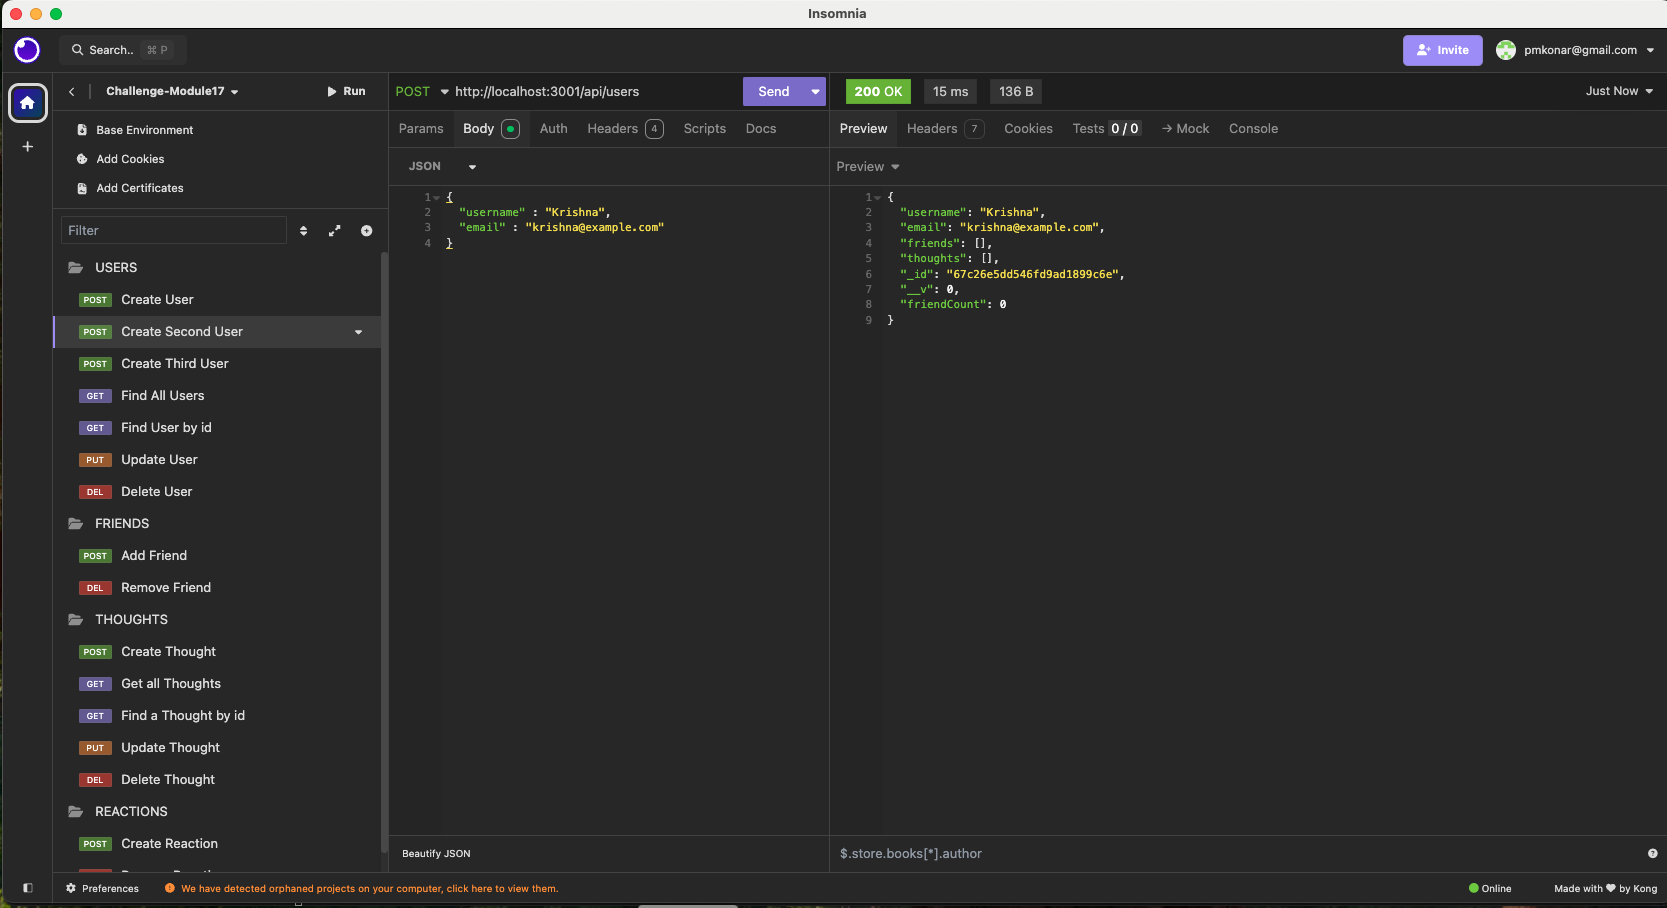 Insomnia
Search.. ⌘ P
Invite
pmkonar@gmail.com
Challenge-Module17
Run
Base Environment
Add Cookies
Add Certificates
Filter
USERS
POST Create User
POST Create Second User
POST Create Third User
GET Find All Users
GET Find User by id
PUT Update User
DEL Delete User
FRIENDS
POST Add Friend
DEL Remove Friend
THOUGHTS
POST Create Thought
GET Get all Thoughts
GET Find a Thought by id
PUT Update Thought
DEL Delete Thought
REACTIONS
POST Create Reaction
POST http://localhost:3001/api/users
Send
Params Body Auth Headers 4 Scripts Docs
JSON
1 {
2 "username" : "Krishna",
3 "email" : "krishna@example.com"
4 }
Beautify JSON
200 OK 15 ms 136 B
Just Now
Preview Headers 7 Cookies Tests 0 / 0 → Mock Console
Preview
1 {
2 "username": "Krishna",
3 "email": "krishna@example.com",
4 "friends": [],
5 "thoughts": [],
6 "_id": "67c26e5dd546fd9ad1899c6e",
7 "__v": 0,
8 "friendCount": 0
9 }
$.store.books[*].author
Preferences
We have detected orphaned projects on your computer, click here to view them.
Online
Made with ♥ by Kong